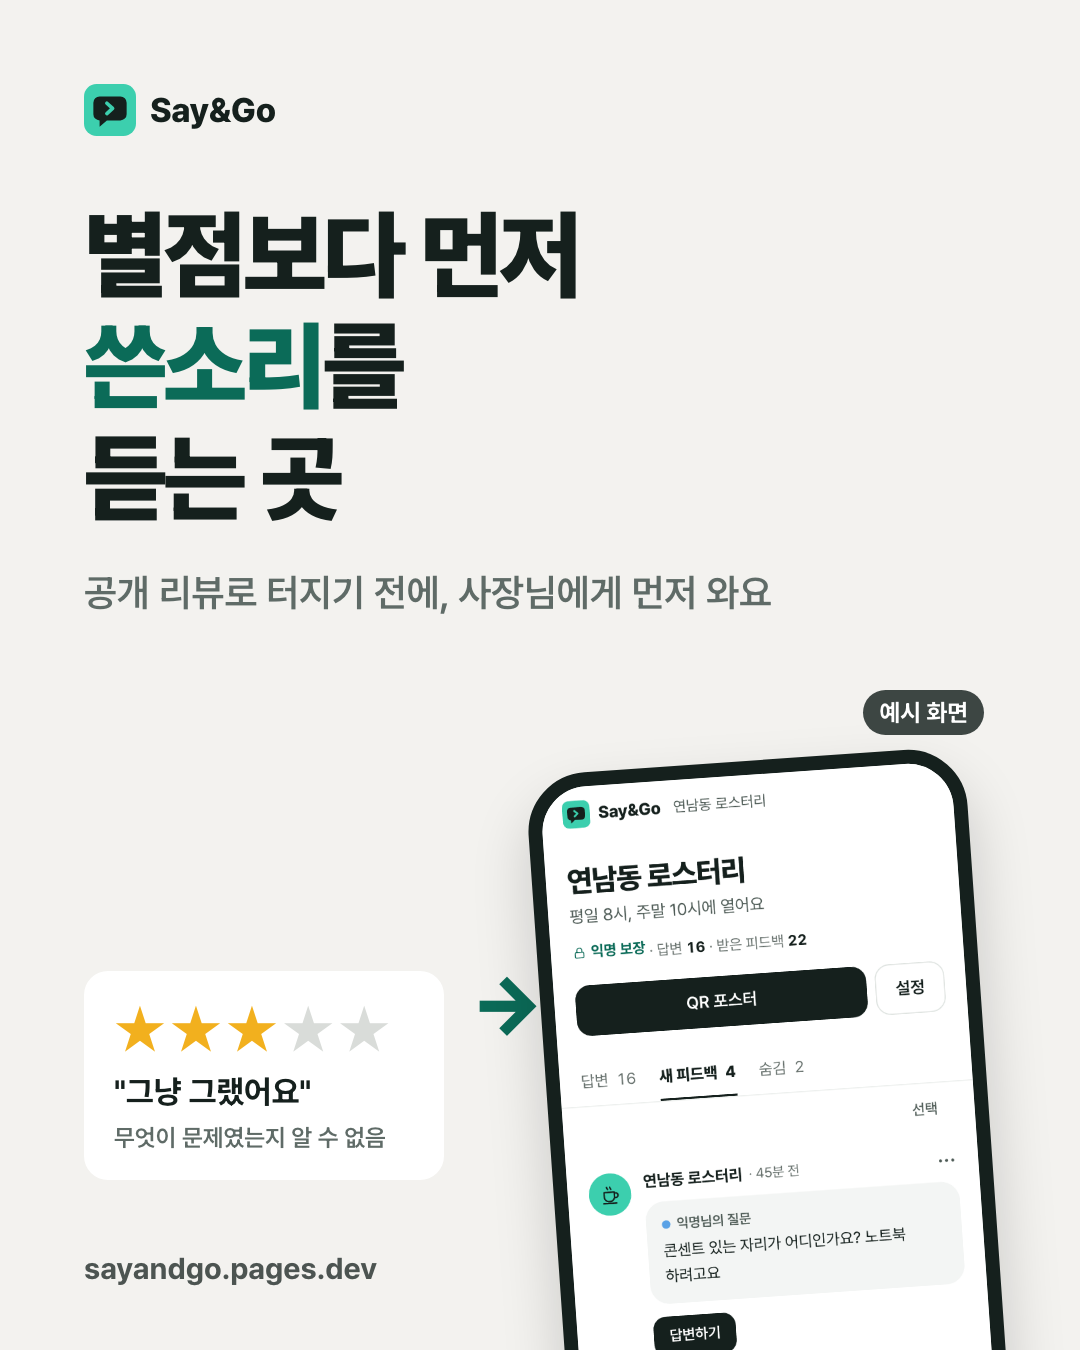 Say&Go
별점보다 먼저
쓴소리를
듣는 곳
공개 리뷰로 터지기 전에, 사장님에게 먼저 와요
예시 화면
Say&Go 연남동 로스터리
연남동 로스터리
평일 8시, 주말 10시에 열어요
익명 보장 · 답변 16 · 받은 피드백 22
QR 포스터
설정
답변 16 새 피드백 4 숨김 2
선택
연남동 로스터리 · 45분 전
익명님의 질문
콘센트 있는 자리가 어디인가요? 노트북
하려고요
답변하기
"그냥 그랬어요"
무엇이 문제였는지 알 수 없음
sayandgo.pages.dev